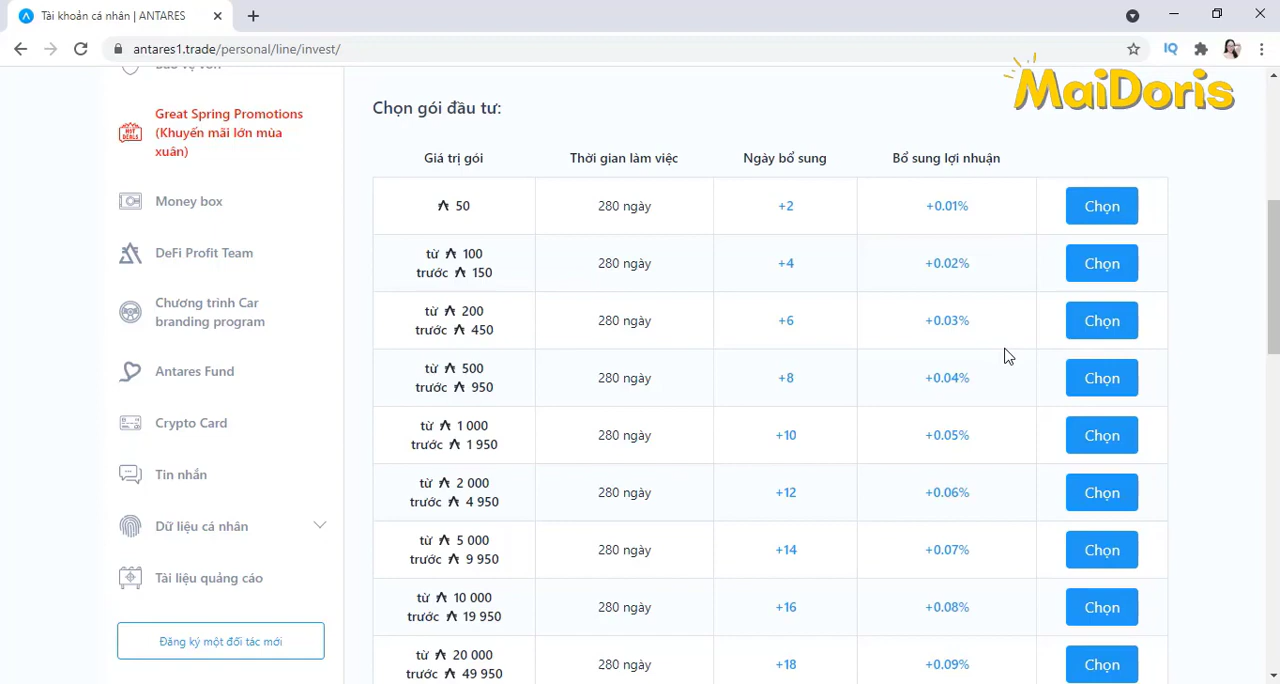 Tài khoản cá nhân | ANTARES
antares1.trade/personal/line/invest/
IQ
MaiDoris
Bảo vệ vốn
Great Spring Promotions
(Khuyến mãi lớn mùa
xuân)
HOT
DEALS
Money box
DeFi Profit Team
Chương trình Car
branding program
Antares Fund
Crypto Card
Tin nhắn
Dữ liệu cá nhân
Tài liệu quảng cáo
Đăng ký một đối tác mới
Chọn gói đầu tư:
Giá trị gói Thời gian làm việc Ngày bổ sung Bổ sung lợi nhuận
50 280 ngày +2 +0.01% Chọn
từ 100
trước 150 280 ngày +4 +0.02% Chọn
từ 200
trước 450 280 ngày +6 +0.03% Chọn
từ 500
trước 950 280 ngày +8 +0.04% Chọn
từ 1 000
trước 1 950 280 ngày +10 +0.05% Chọn
từ 2 000
trước 4 950 280 ngày +12 +0.06% Chọn
từ 5 000
trước 9 950 280 ngày +14 +0.07% Chọn
từ 10 000
trước 19 950 280 ngày +16 +0.08% Chọn
từ 20 000
trước 49 950 280 ngày +18 +0.09% Chọn